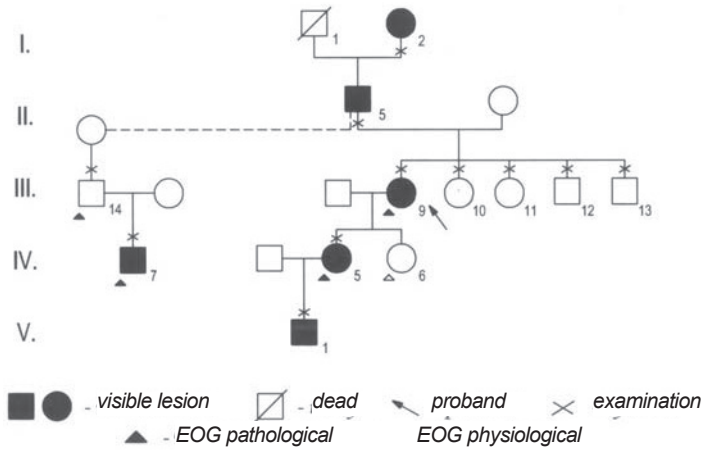 I.
1
2
II.
5
III.
14
9
10
11
12
13
IV.
7
5
6
V.
1
- visible lesion
- dead
proband
examination
- EOG pathological
EOG physiological